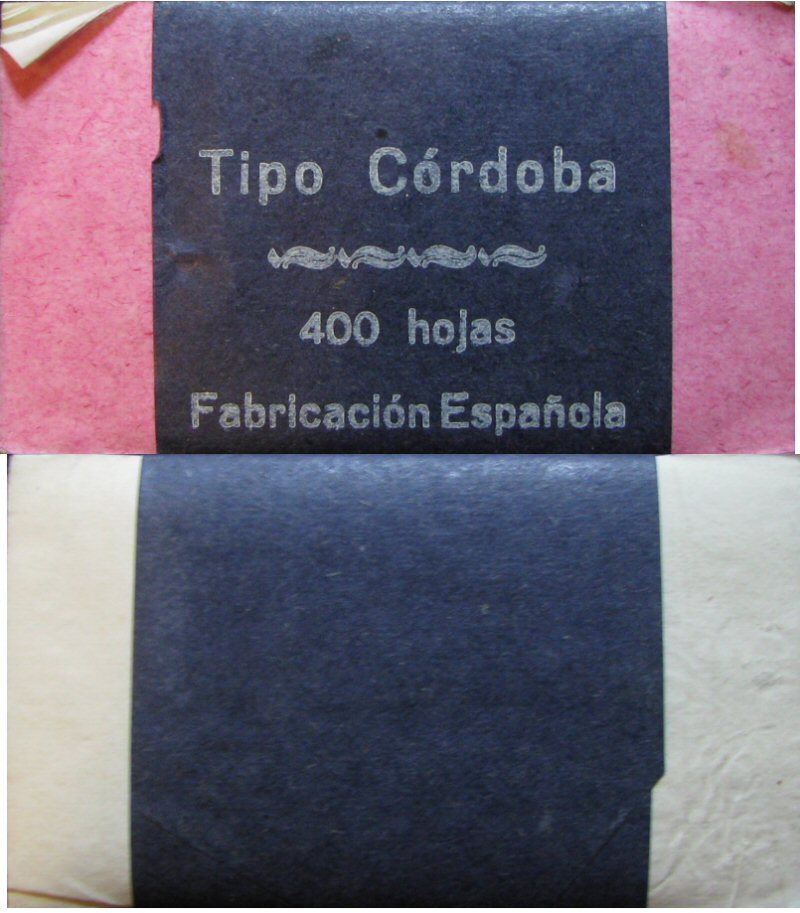 Tipo Córdoba
400 hojas
Fabricación Española